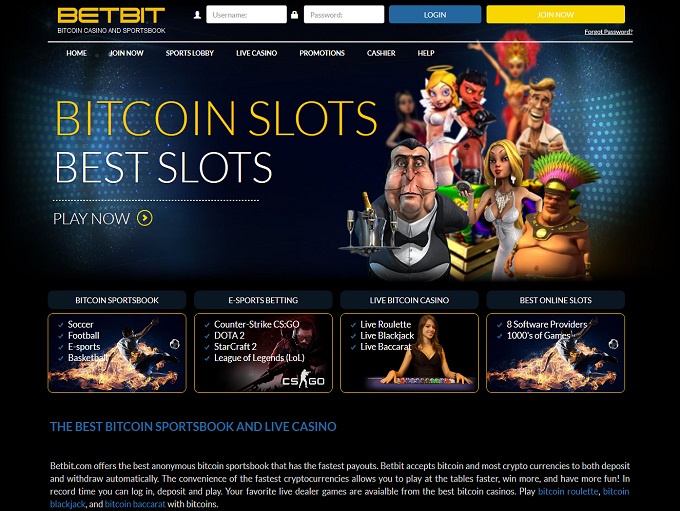 BETBIT
BITCOIN CASINO AND SPORTSBOOK
Username:
Password:
LOGIN
JOIN NOW
Forgot Password?
HOME
JOIN NOW
SPORTS LOBBY
LIVE CASINO
PROMOTIONS
CASHIER
HELP
BITCOIN SLOTS
BEST SLOTS
PLAY NOW
BITCOIN SPORTSBOOK
Soccer
Football
E-sports
Basketball
E-SPORTS BETTING
Counter-Strike CS:GO
DOTA 2
StarCraft 2
League of Legends (LoL)
CS GO
LIVE BITCOIN CASINO
Live Roulette
Live Blackjack
Live Baccarat
BEST ONLINE SLOTS
8 Software Providers
1000's of Games
THE BEST BITCOIN SPORTSBOOK AND LIVE CASINO
Betbit.com offers the best anonymous bitcoin sportsbook that has the fastest payouts. Betbit accepts bitcoin and most crypto currencies to both deposit
and withdraw automatically. The convenience of the fastest cryptocurrencies allows you to play at the tables faster, win more, and have more fun! In
record time you can log in, deposit and play. Your favorite live dealer games are avaialble from the best bitcoin casinos. Play bitcoin roulette, bitcoin
blackjack, and bitcoin baccarat with bitcoins.